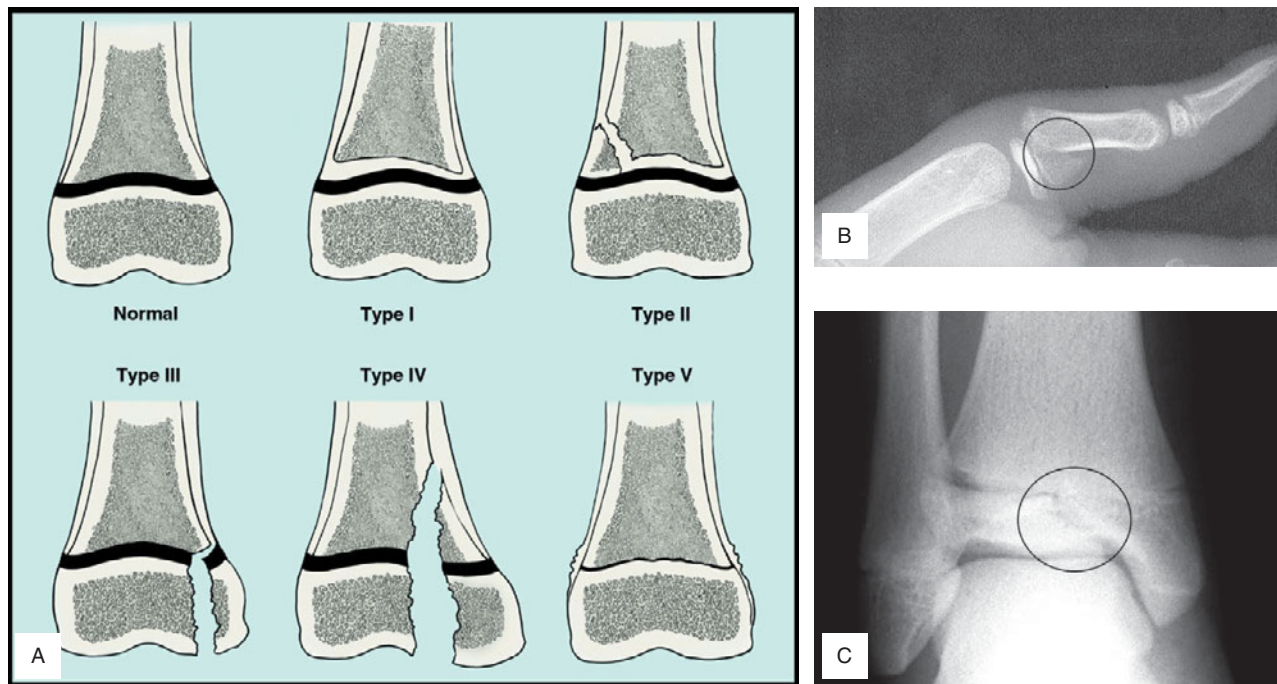 Normal
Type I
Type II
Type III
Type IV
Type V
A
B
C